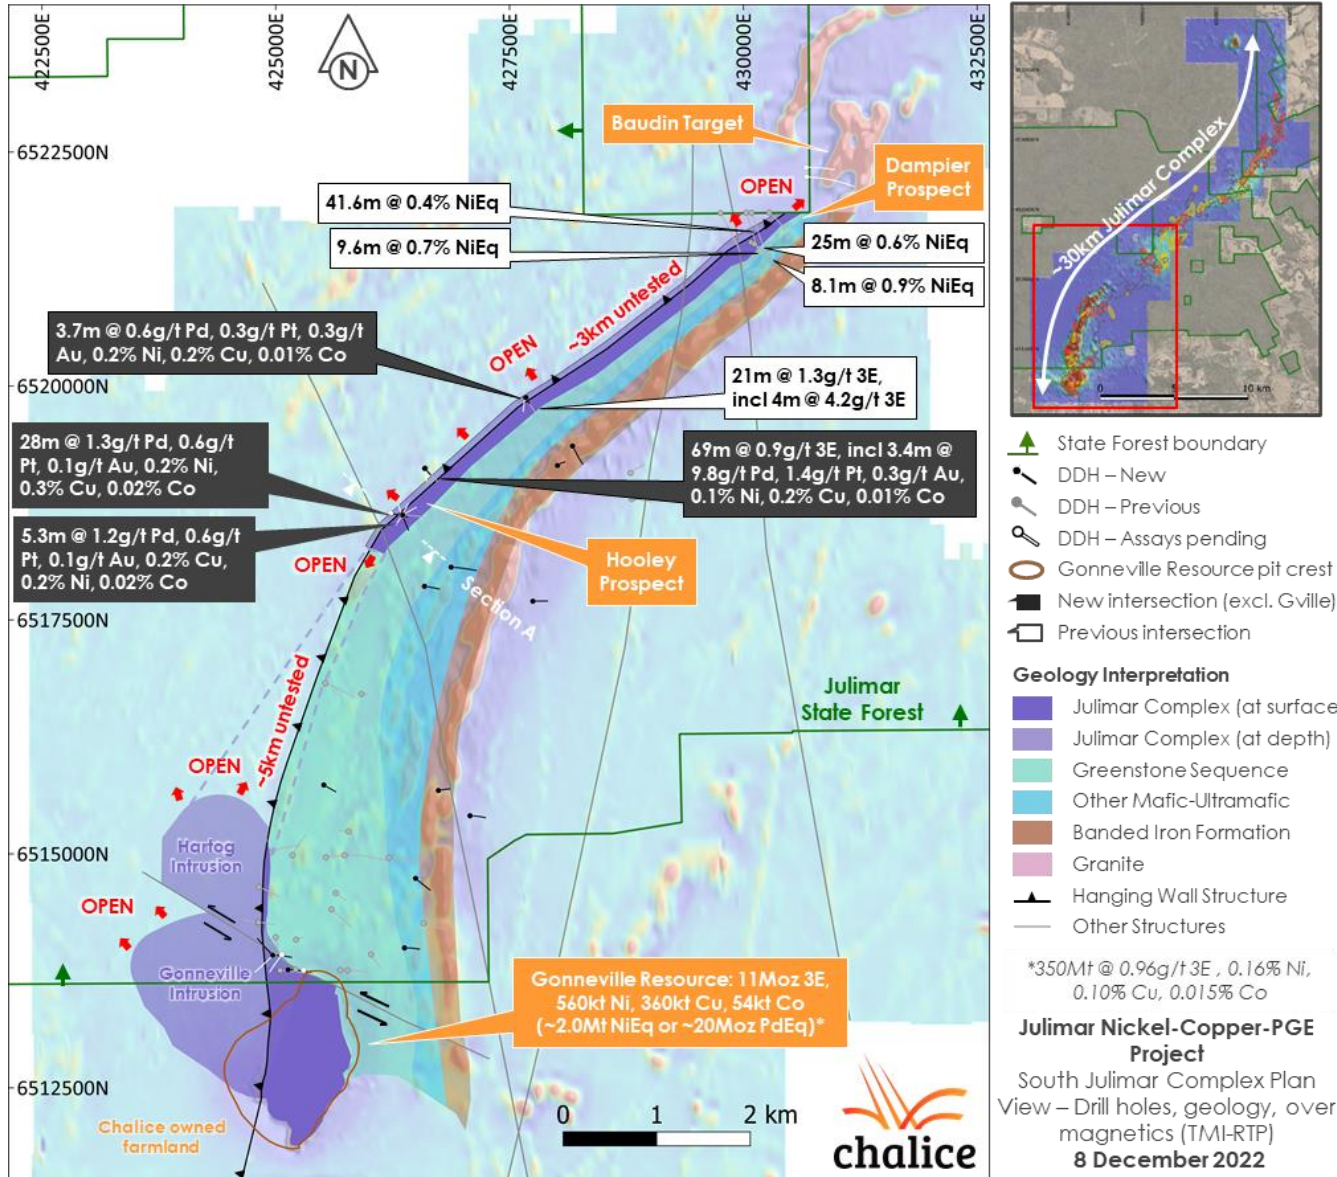 422500E
425000E
427500E
430000E
432500E
N
6522500N
6520000N
6517500N
6515000N
6512500N
Baudin Target
Dampier
Prospect
OPEN
41.6m @ 0.4% NiEq
9.6m @ 0.7% NiEq
25m @ 0.6% NiEq
8.1m @ 0.9% NiEq
~3km untested
3.7m @ 0.6g/t Pd, 0.3g/t Pt, 0.3g/t
Au, 0.2% Ni, 0.2% Cu, 0.01% Co
OPEN
21m @ 1.3g/t 3E,
incl 4m @ 4.2g/t 3E
28m @ 1.3g/t Pd, 0.6g/t
Pt, 0.1g/t Au, 0.2% Ni,
0.3% Cu, 0.02% Co
69m @ 0.9g/t 3E, incl 3.4m @
9.8g/t Pd, 1.4g/t Pt, 0.3g/t Au,
0.1% Ni, 0.2% Cu, 0.01% Co
5.3m @ 1.2g/t Pd, 0.6g/t
Pt, 0.1g/t Au, 0.2% Cu,
0.2% Ni, 0.02% Co
OPEN
Hooley
Prospect
Section A
~5km untested
Julimar
State Forest
OPEN
Hartog
Intrusion
OPEN
Gonneville
Intrusion
Gonneville Resource: 11Moz 3E,
560kt Ni, 360kt Cu, 54kt Co
(~2.0Mt NiEq or ~20Moz PdEq)*
Chalice owned
farmland
0 1 2 km
chalice
~30km Julimar Complex
0 5 10 km
State Forest boundary
DDH – New
DDH – Previous
DDH – Assays pending
Gonneville Resource pit crest
New intersection (excl. Gville)
Previous intersection
Geology Interpretation
Julimar Complex (at surface
Julimar Complex (at depth)
Greenstone Sequence
Other Mafic-Ultramafic
Banded Iron Formation
Granite
Hanging Wall Structure
Other Structures
*350Mt @ 0.96g/t 3E , 0.16% Ni,
0.10% Cu, 0.015% Co
Julimar Nickel-Copper-PGE
Project
South Julimar Complex Plan
View – Drill holes, geology, over
magnetics (TMI-RTP)
8 December 2022